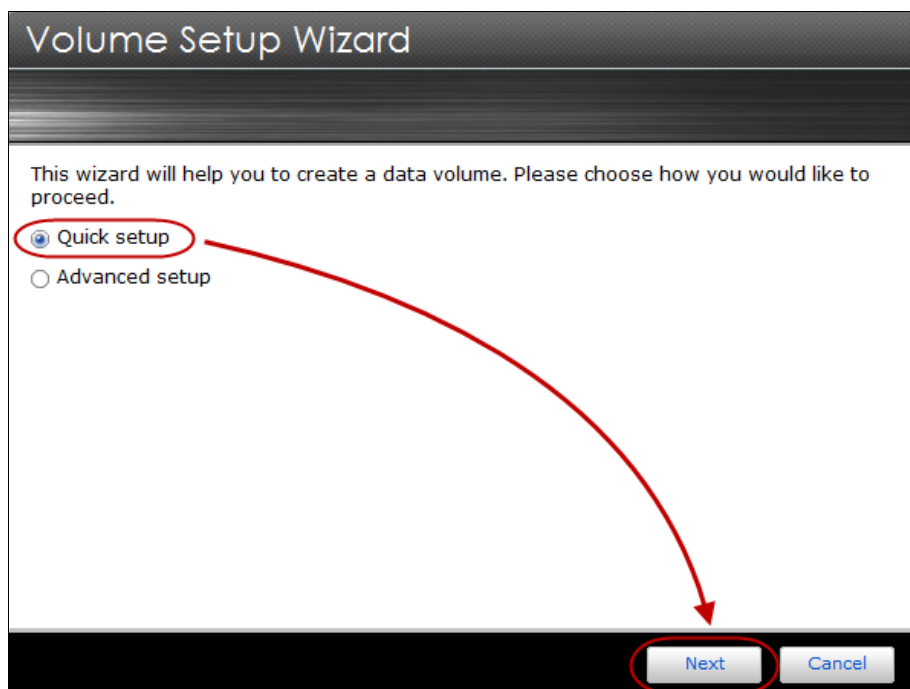 Volume Setup Wizard
This wizard will help you to create a data volume. Please choose how you would like to
proceed.
Quick setup
Advanced setup
Next
Cancel